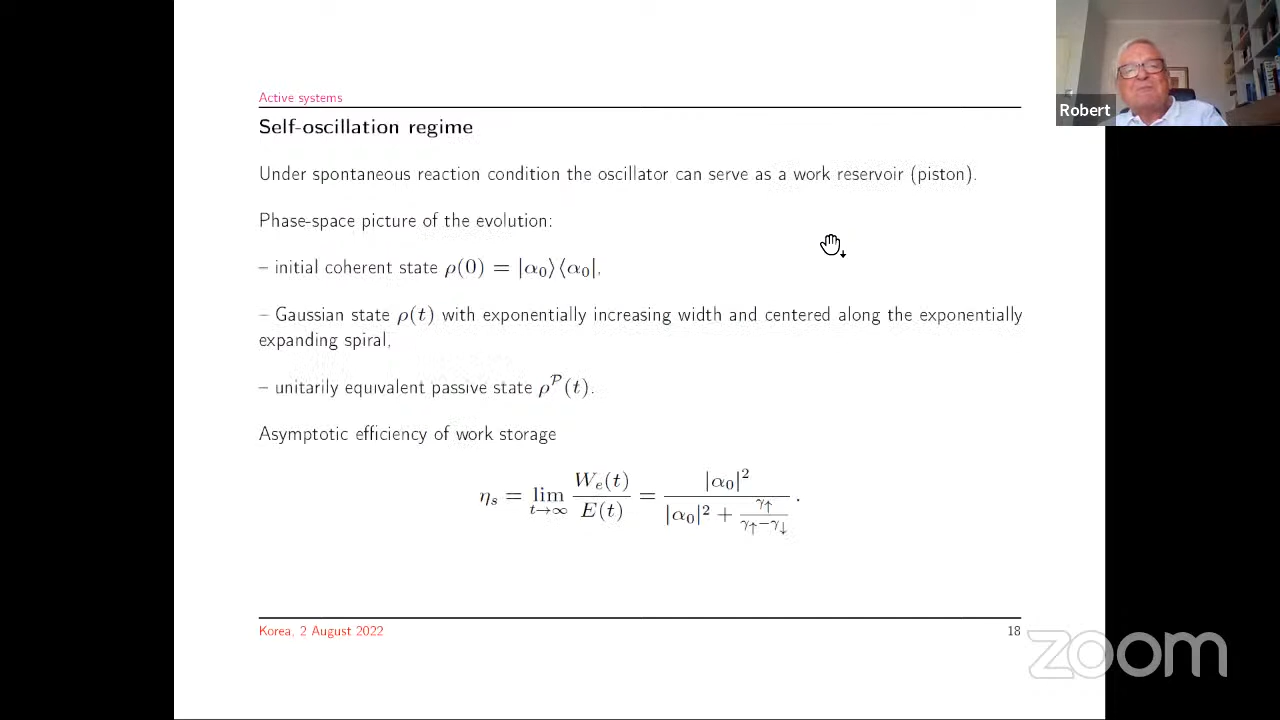 Active systems
Self-oscillation regime
Under spontaneous reaction condition the oscillator can serve as a work reservoir (piston).
Phase-space picture of the evolution:
– initial coherent state ρ(0) = |α₀⟩⟨α₀|,
– Gaussian state ρ(t) with exponentially increasing width and centered along the exponentially
expanding spiral,
– unitarily equivalent passive state ρ^𝒫(t).
Asymptotic efficiency of work storage
η_s = lim_{t→∞} W_e(t)/E(t) = |α₀|² / (|α₀|² + γ↑/(γ↑−γ↓)).
Korea, 2 August 2022
18
Robert
zoom